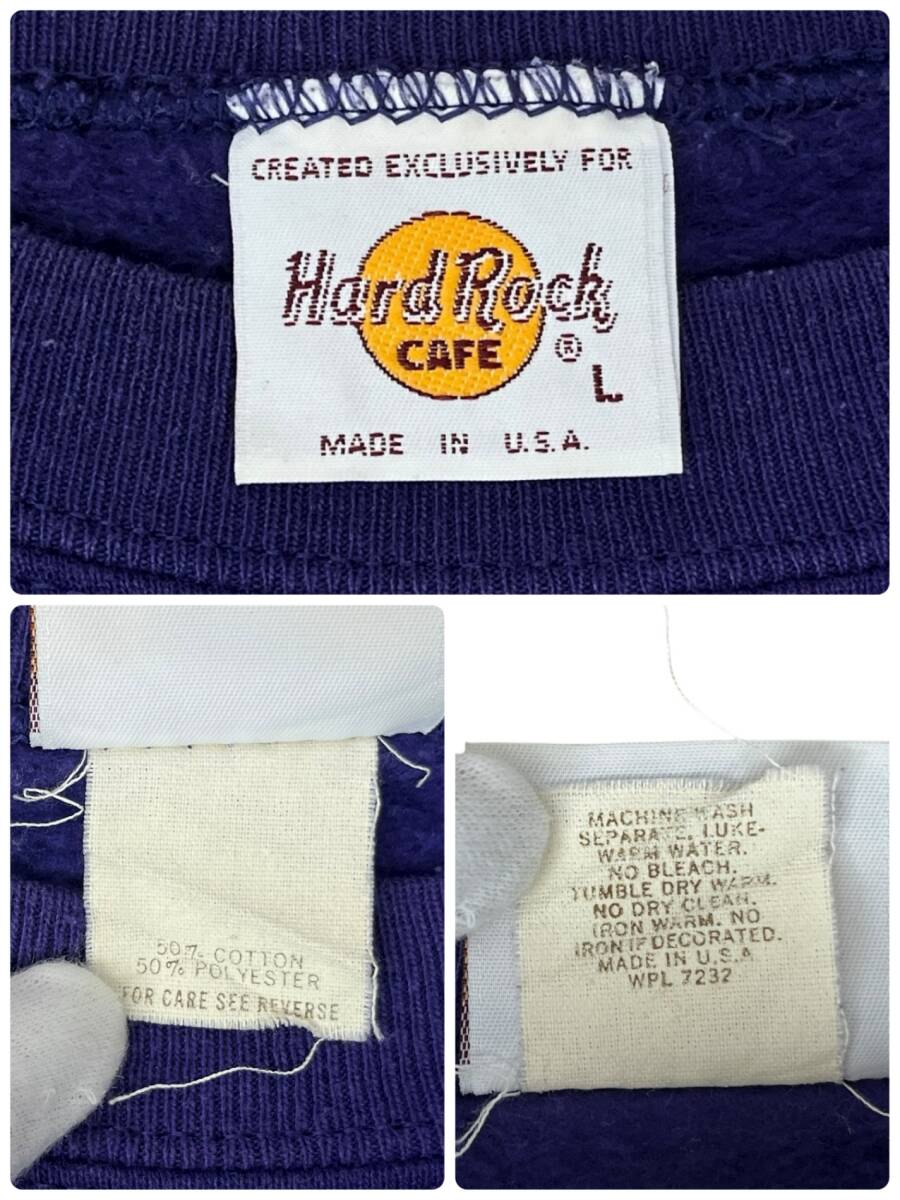 CREATED EXCLUSIVELY FOR
Hard Rock
CAFE ®
L
MADE IN U.S.A.
50% COTTON
50% POLYESTER
FOR CARE SEE REVERSE
MACHINE WASH
SEPARATE. LUKE-
WARM WATER.
NO BLEACH.
TUMBLE DRY WARM.
NO DRY CLEAN.
IRON WARM. NO
IRON IF DECORATED.
MADE IN U.S.A
WPL 7232